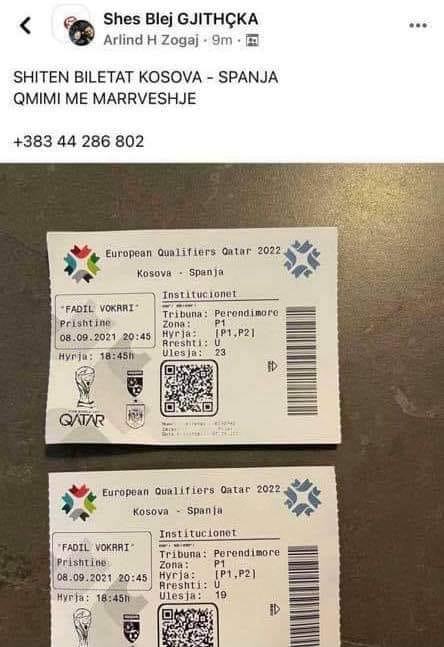 Shes Blej GJITHÇKA
Arlind H Zogaj · 9m ·
SHITEN BILETAT KOSOVA - SPANJA
QMIMI ME MARRVESHJE
+383 44 286 802
European Qualifiers Qatar 2022
Kosova - Spanja
"FADIL VOKRRI"
Prishtine
08.09.2021 20:45
Hyrja: 18:45h
QATAR
Institucionet
Tribuna: Perendimore
Zona: P1
Hyrja: [P1,P2]
Rreshti: U
Ulesja: 23
European Qualifiers Qatar 2022
Kosova - Spanja
"FADIL VOKRRI"
Prishtine
08.09.2021 20:45
Hyrja: 18:45h
Institucionet
Tribuna: Perendimore
Zona: P1
Hyrja: [P1,P2]
Rreshti: U
Ulesja: 19